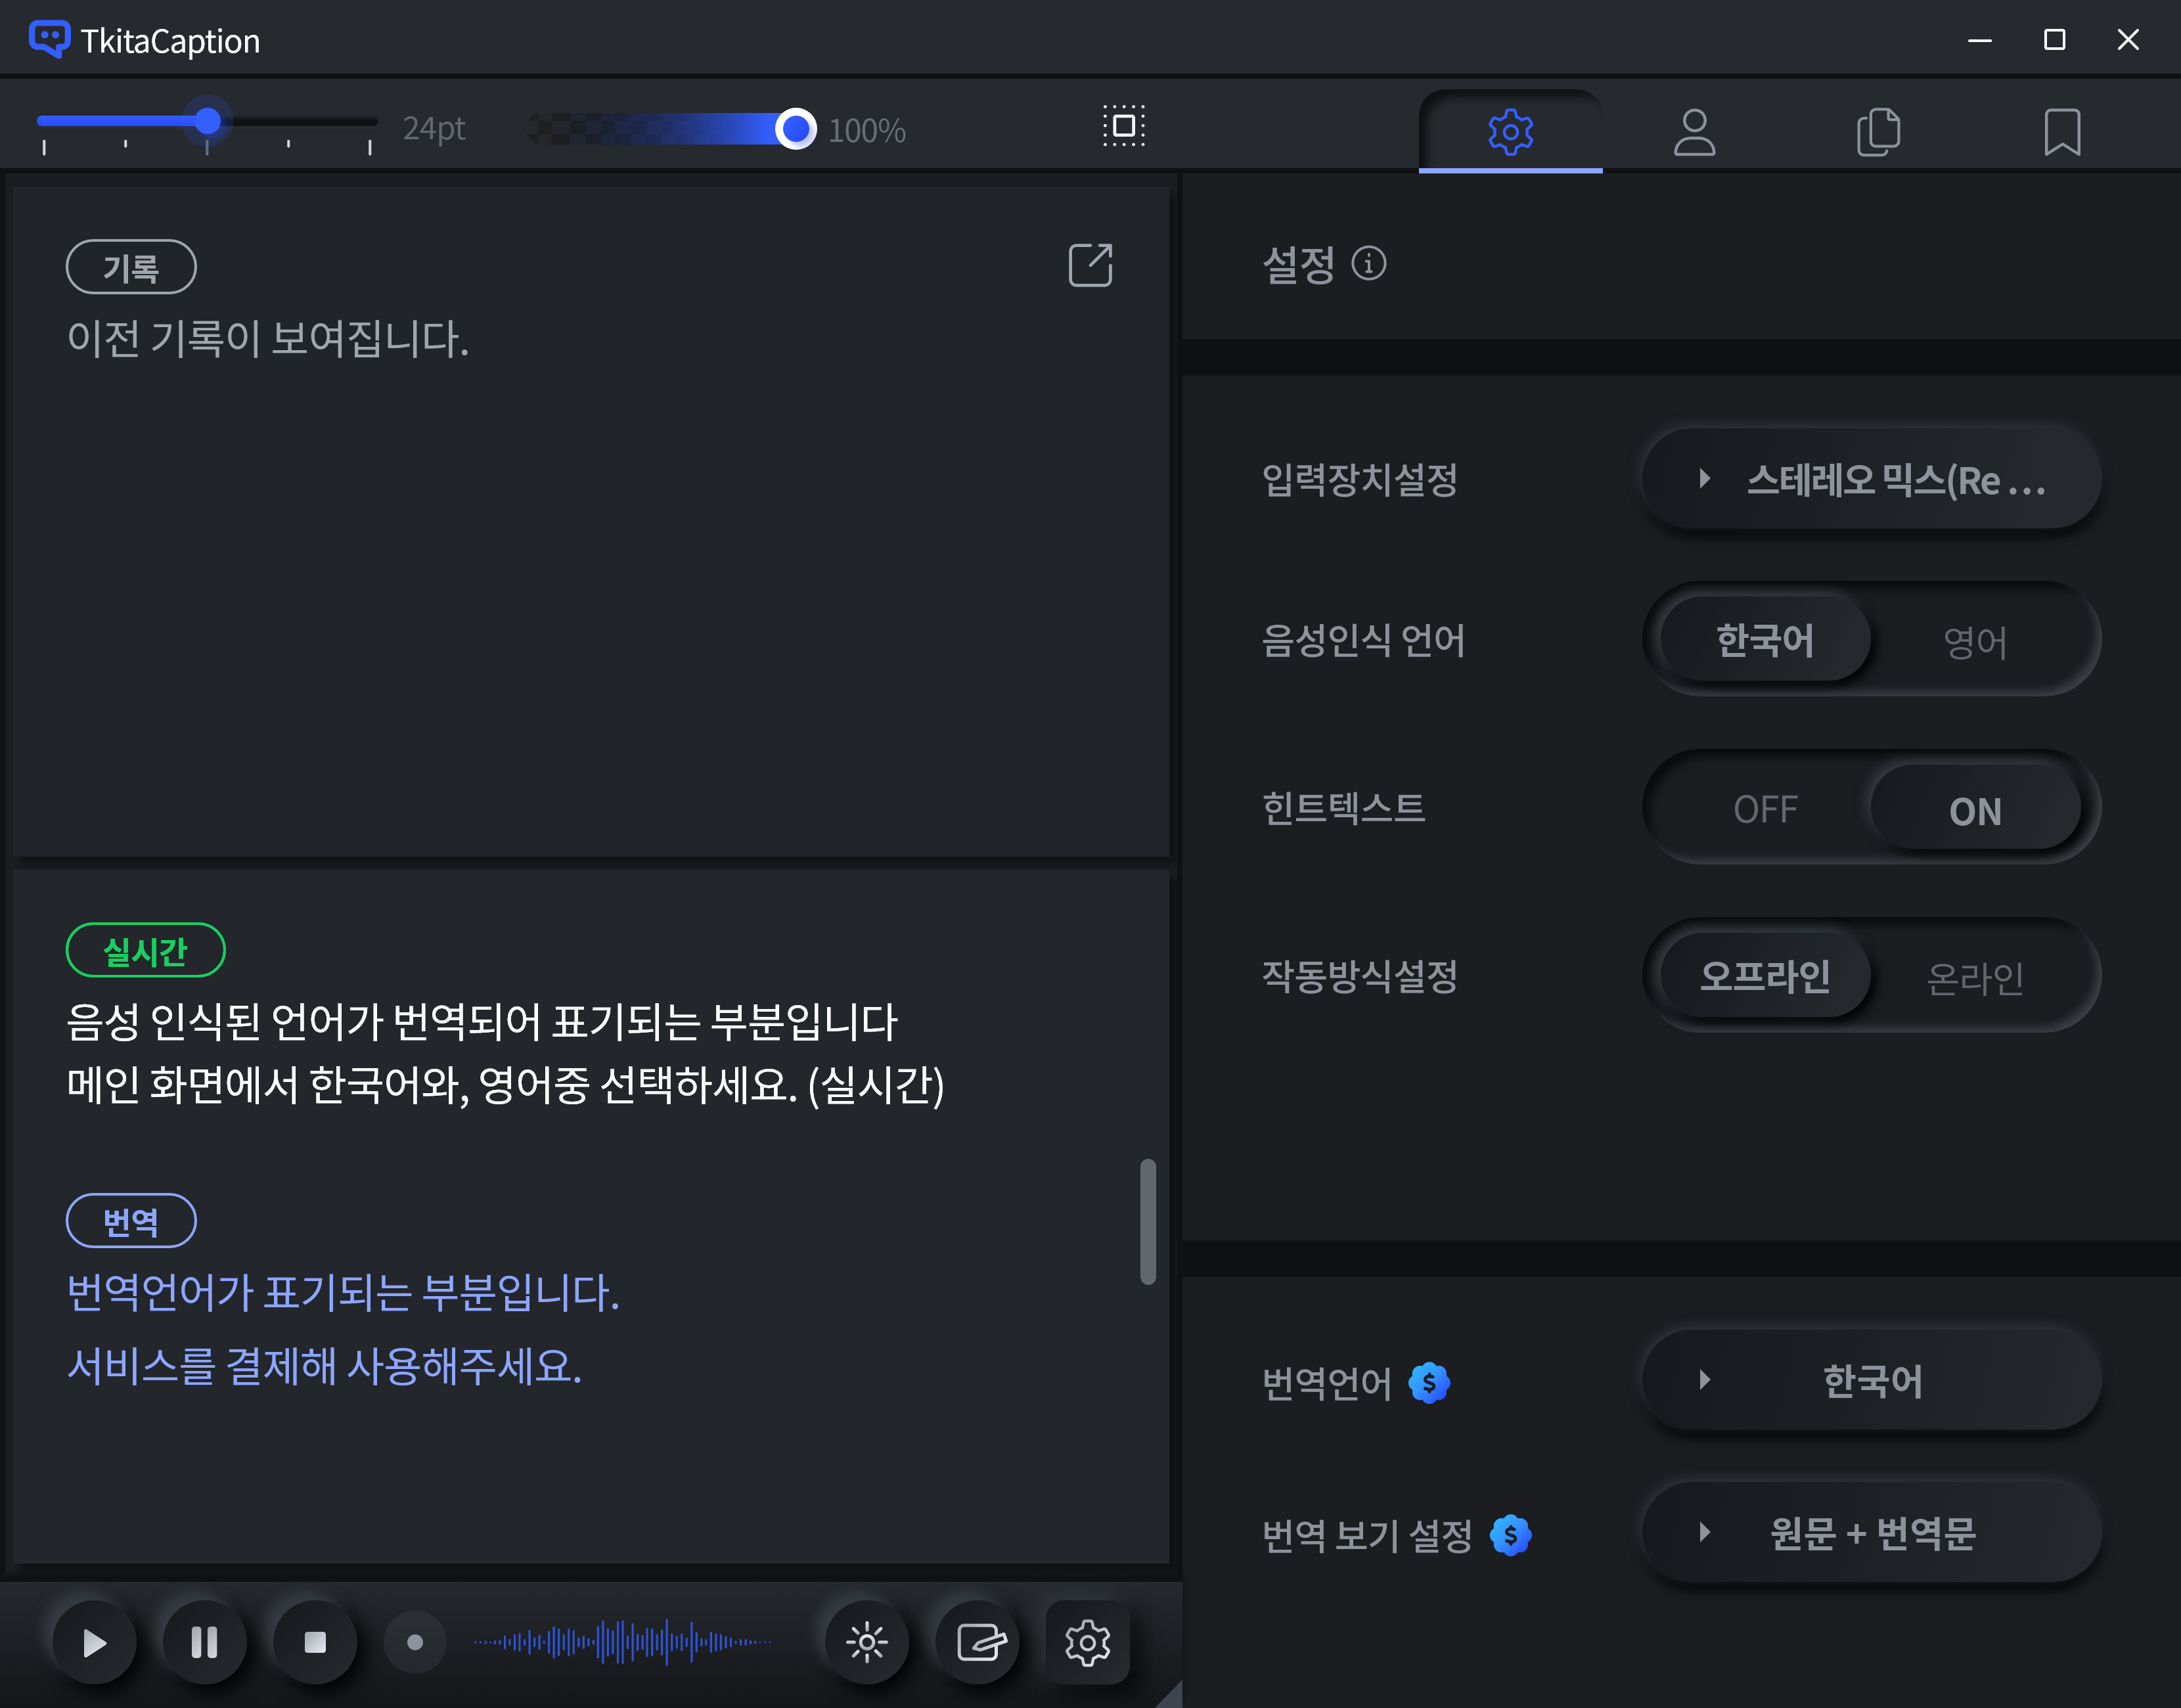 TkitaCaption
24pt
100%
기록
이전 기록이 보여집니다.
실시간
음성 인식된 언어가 번역되어 표기되는 부분입니다
메인 화면에서 한국어와, 영어중 선택하세요. (실시간)
번역
번역언어가 표기되는 부분입니다.
서비스를 결제해 사용해주세요.
설정
입력장치설정
스테레오 믹스(Re ...
음성인식 언어
한국어
영어
힌트텍스트
OFF
ON
작동방식설정
오프라인
온라인
번역언어 $
한국어
번역 보기 설정 $
원문 + 번역문